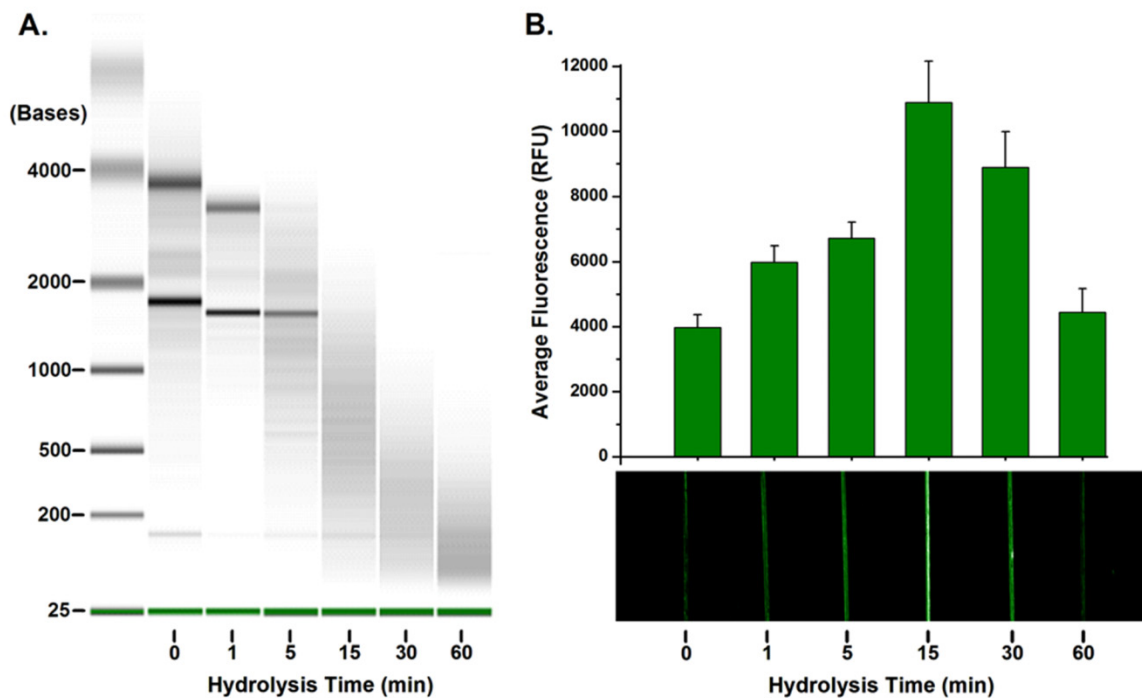 A.
(Bases)
4000
2000
1000
500
200
25
0 1 5 15 30 60
Hydrolysis Time (min)
B.
Average Fluorescence (RFU)
12000
10000
8000
6000
4000
2000
0
0 1 5 15 30 60
Hydrolysis Time (min)